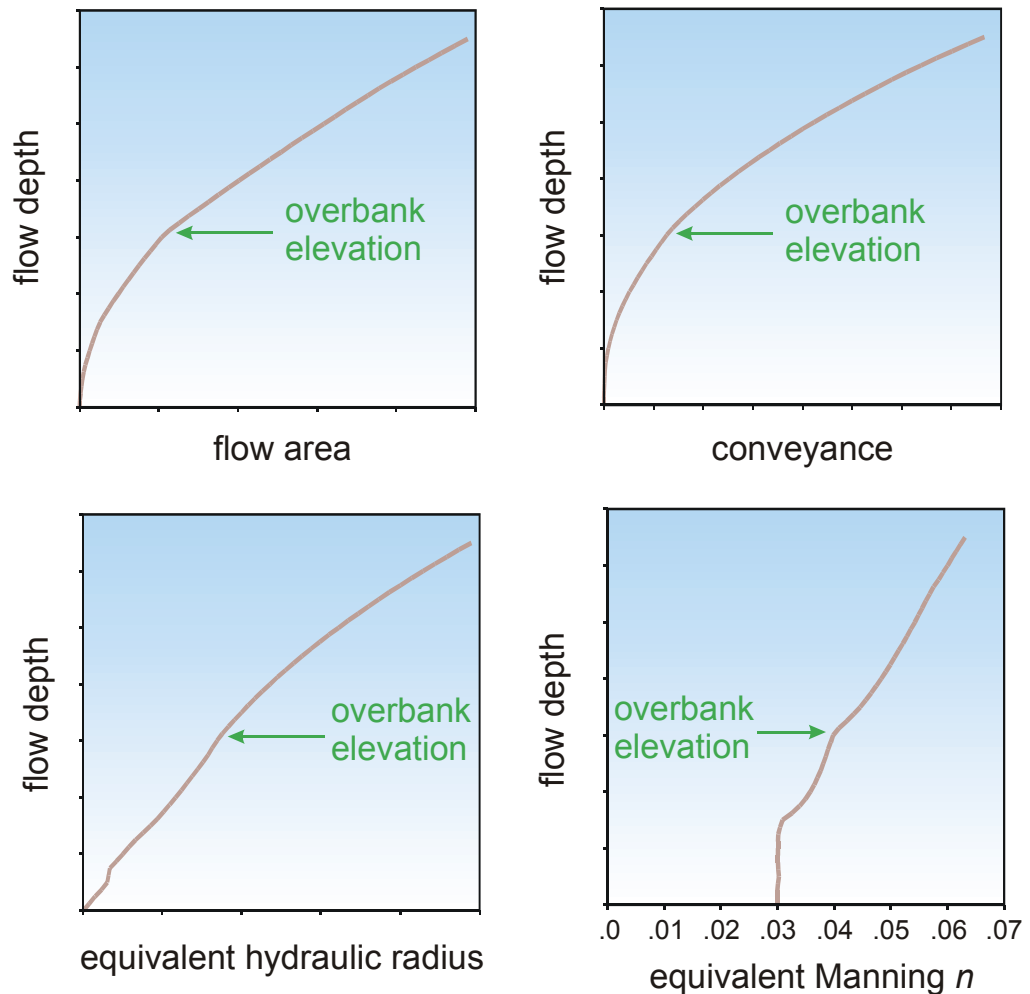 flow depth
overbank
elevation
flow area
flow depth
overbank
elevation
conveyance
flow depth
overbank
elevation
equivalent hydraulic radius
flow depth
overbank
elevation
.0 .01 .02 .03 .04 .05 .06 .07
equivalent Manning n